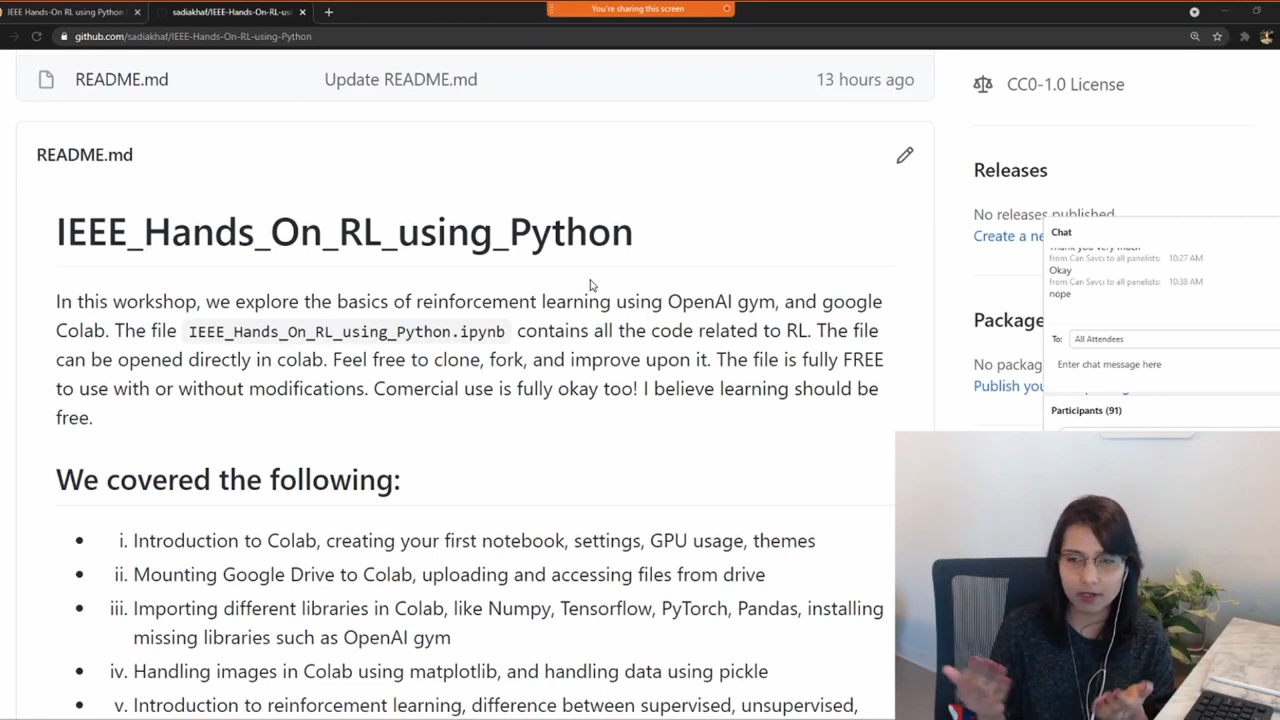 IEEE Hands-On RL using Python
sadiakhaf/IEEE-Hands-On-RL-usi
You're sharing this screen
github.com/sadiakhaf/IEEE-Hands-On-RL-using-Python
README.md
Update README.md
13 hours ago
CC0-1.0 License
README.md
Releases
No releases published
Create a ne
IEEE_Hands_On_RL_using_Python
In this workshop, we explore the basics of reinforcement learning using OpenAI gym, and google
Colab. The file IEEE_Hands_On_RL_using_Python.ipynb contains all the code related to RL. The file
can be opened directly in colab. Feel free to clone, fork, and improve upon it. The file is fully FREE
to use with or without modifications. Comercial use is fully okay too! I believe learning should be
free.
Package
No packag
Publish you
Chat
Thank you very much
from Can Savcı to all panelists: 10:27 AM
Okay
from Can Savcı to all panelists: 10:38 AM
nope
To: All Attendees
Enter chat message here
Participants (91)
We covered the following:
i. Introduction to Colab, creating your first notebook, settings, GPU usage, themes
ii. Mounting Google Drive to Colab, uploading and accessing files from drive
iii. Importing different libraries in Colab, like Numpy, Tensorflow, PyTorch, Pandas, installing
missing libraries such as OpenAI gym
iv. Handling images in Colab using matplotlib, and handling data using pickle
v. Introduction to reinforcement learning, difference between supervised, unsupervised,